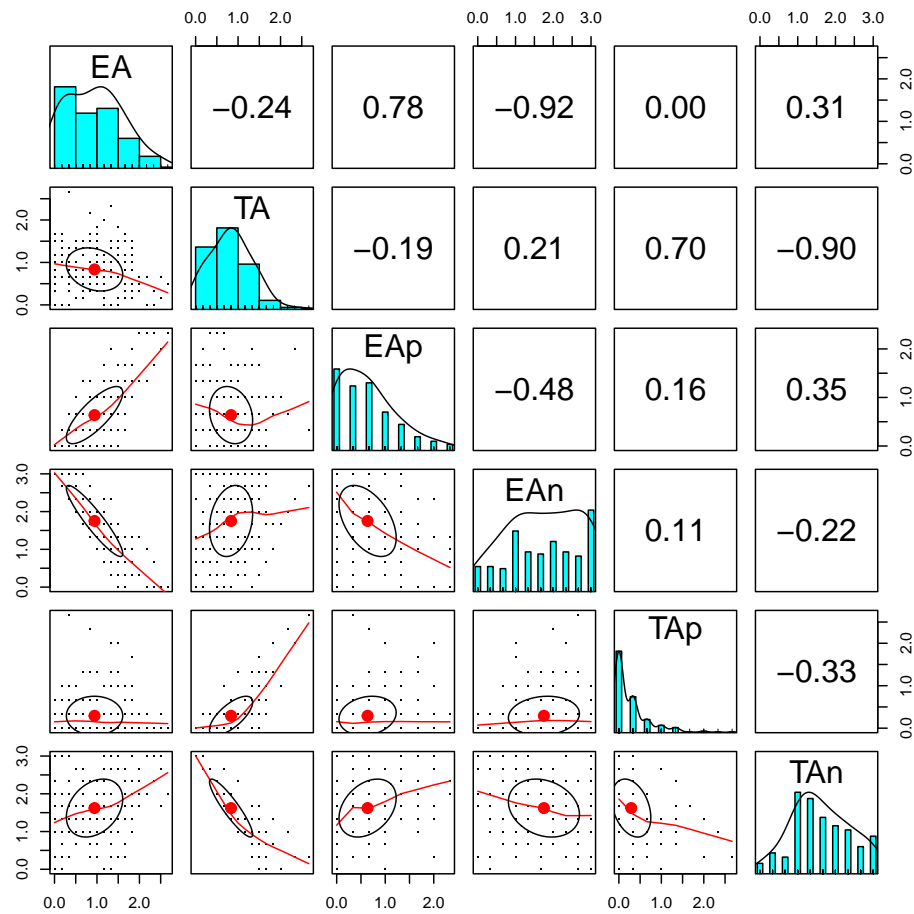 0.0 1.0 2.0 0.0 1.0 2.0 3.0 0.0 1.0 2.0 3.0
EA −0.24 0.78 −0.92 0.00 0.31 0.0 1.0 2.0
0.0 1.0 2.0 TA −0.19 0.21 0.70 −0.90
EAp −0.48 0.16 0.35 0.0 1.0 2.0
0.0 1.0 2.0 3.0 EAn 0.11 −0.22
TAp −0.33 0.0 1.0 2.0
0.0 1.0 2.0 3.0 TAn
0.0 1.0 2.0 0.0 1.0 2.0 0.0 1.0 2.0